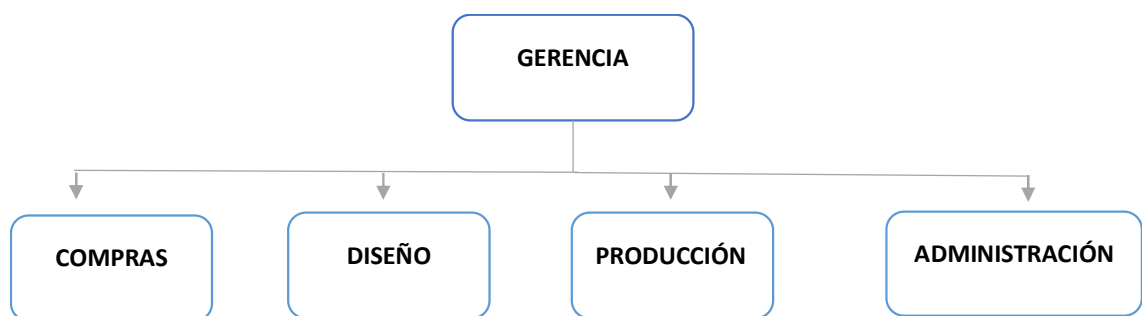 GERENCIA
COMPRAS
DISEÑO
PRODUCCIÓN
ADMINISTRACIÓN